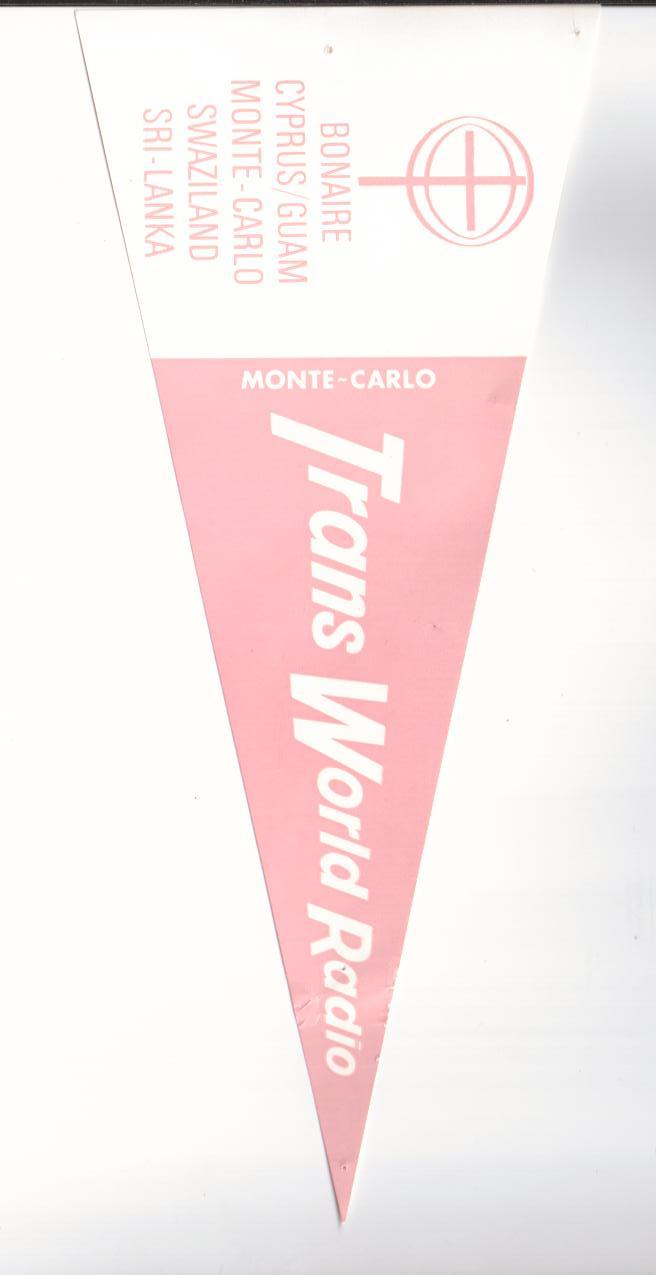 BONAIRE
CYPRUS/GUAM
MONTE-CARLO
SWAZILAND
SRI-LANKA
MONTE-CARLO
Trans World Radio